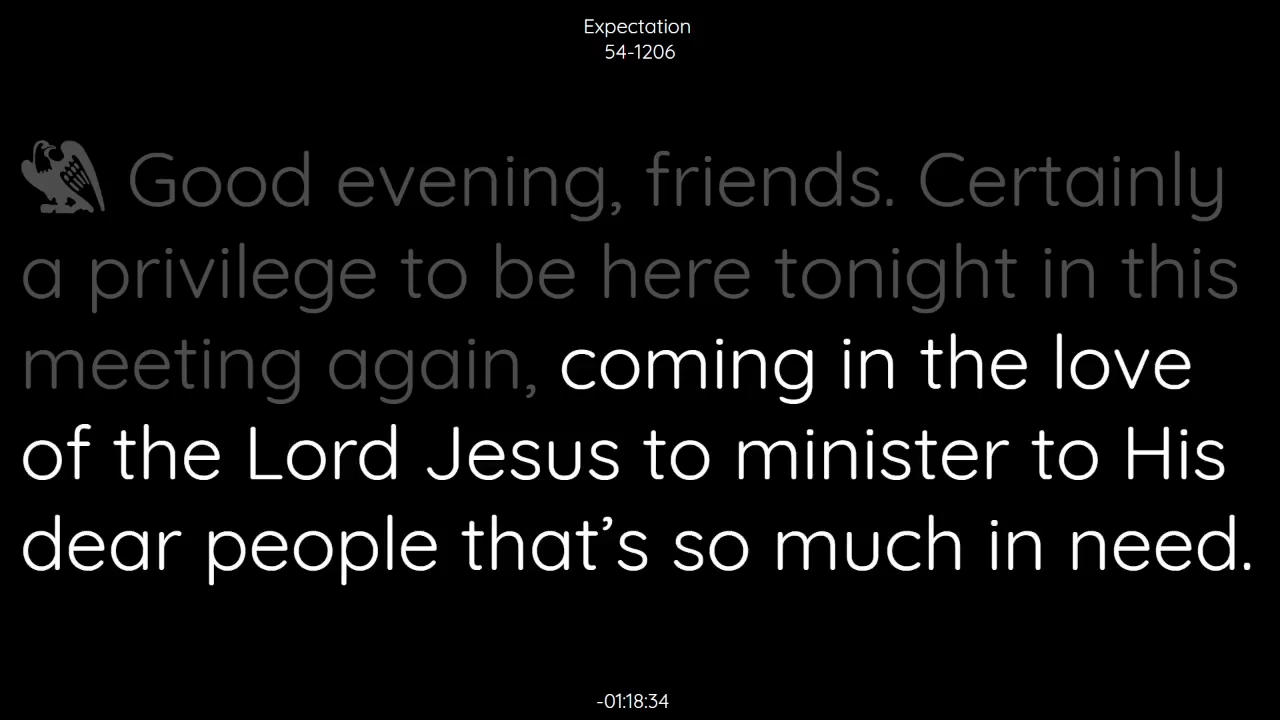 Expectation
54-1206
Good evening, friends. Certainly
a privilege to be here tonight in this
meeting again, coming in the love
of the Lord Jesus to minister to His
dear people that’s so much in need.
-01:18:34